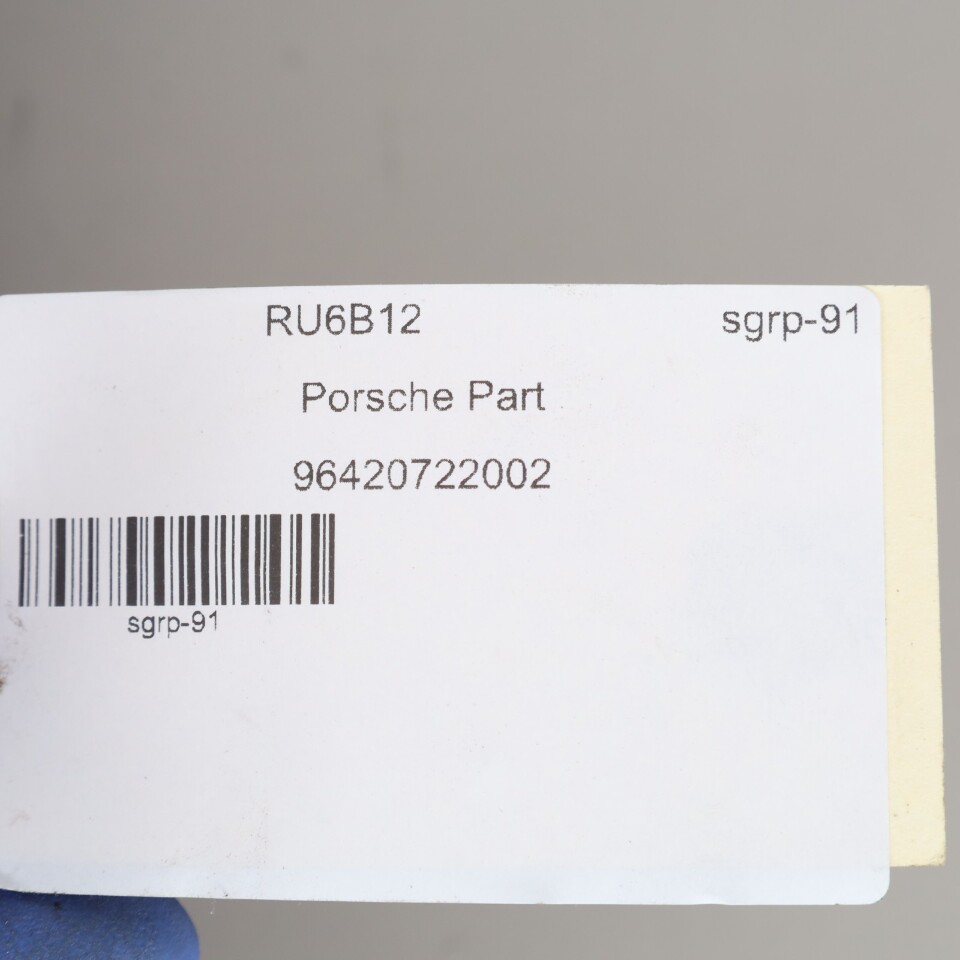 RU6B12 sgrp-91
Porsche Part
96420722002
sgrp-91